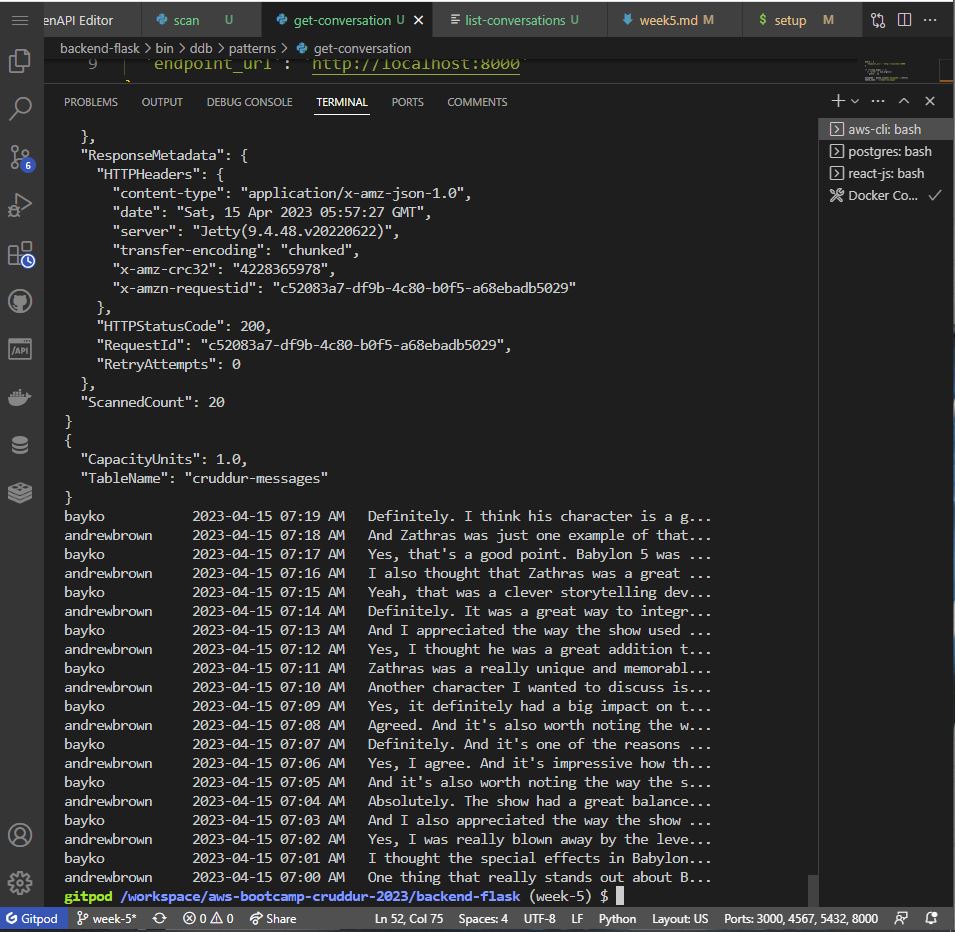 enAPI Editor
scan U
get-conversation U
list-conversations U
week5.md M
$ setup M
backend-flask > bin > ddb > patterns > get-conversation
9 'endpoint_url': 'http://localhost:8000'
PROBLEMS OUTPUT DEBUG CONSOLE TERMINAL PORTS COMMENTS
aws-cli: bash
postgres: bash
react-js: bash
Docker Co...
6
/API
},
"ResponseMetadata": {
"HTTPHeaders": {
"content-type": "application/x-amz-json-1.0",
"date": "Sat, 15 Apr 2023 05:57:27 GMT",
"server": "Jetty(9.4.48.v20220622)",
"transfer-encoding": "chunked",
"x-amz-crc32": "4228365978",
"x-amzn-requestid": "c52083a7-df9b-4c80-b0f5-a68ebadb5029"
},
"HTTPStatusCode": 200,
"RequestId": "c52083a7-df9b-4c80-b0f5-a68ebadb5029",
"RetryAttempts": 0
},
"ScannedCount": 20
}
{
"CapacityUnits": 1.0,
"TableName": "cruddur-messages"
}
bayko 2023-04-15 07:19 AM Definitely. I think his character is a g...
andrewbrown 2023-04-15 07:18 AM And Zathras was just one example of that...
bayko 2023-04-15 07:17 AM Yes, that's a good point. Babylon 5 was ...
andrewbrown 2023-04-15 07:16 AM I also thought that Zathras was a great ...
bayko 2023-04-15 07:15 AM Yeah, that was a clever storytelling dev...
andrewbrown 2023-04-15 07:14 AM Definitely. It was a great way to integr...
bayko 2023-04-15 07:13 AM And I appreciated the way the show used ...
andrewbrown 2023-04-15 07:12 AM Yes, I thought he was a great addition t...
bayko 2023-04-15 07:11 AM Zathras was a really unique and memorabl...
andrewbrown 2023-04-15 07:10 AM Another character I wanted to discuss is...
bayko 2023-04-15 07:09 AM Yes, it definitely had a big impact on t...
andrewbrown 2023-04-15 07:08 AM Agreed. And it's also worth noting the w...
bayko 2023-04-15 07:07 AM Definitely. And it's one of the reasons ...
andrewbrown 2023-04-15 07:06 AM Yes, I agree. And it's impressive how th...
bayko 2023-04-15 07:05 AM And it's also worth noting the way the s...
andrewbrown 2023-04-15 07:04 AM Absolutely. The show had a great balance...
bayko 2023-04-15 07:03 AM And I also appreciated the way the show ...
andrewbrown 2023-04-15 07:02 AM Yes, I was really blown away by the leve...
bayko 2023-04-15 07:01 AM I thought the special effects in Babylon...
andrewbrown 2023-04-15 07:00 AM One thing that really stands out about B...
gitpod /workspace/aws-bootcamp-cruddur-2023/backend-flask (week-5) $
Gitpod week-5* 0 0 Share Ln 52, Col 75 Spaces: 4 UTF-8 LF Python Layout: US Ports: 3000, 4567, 5432, 8000